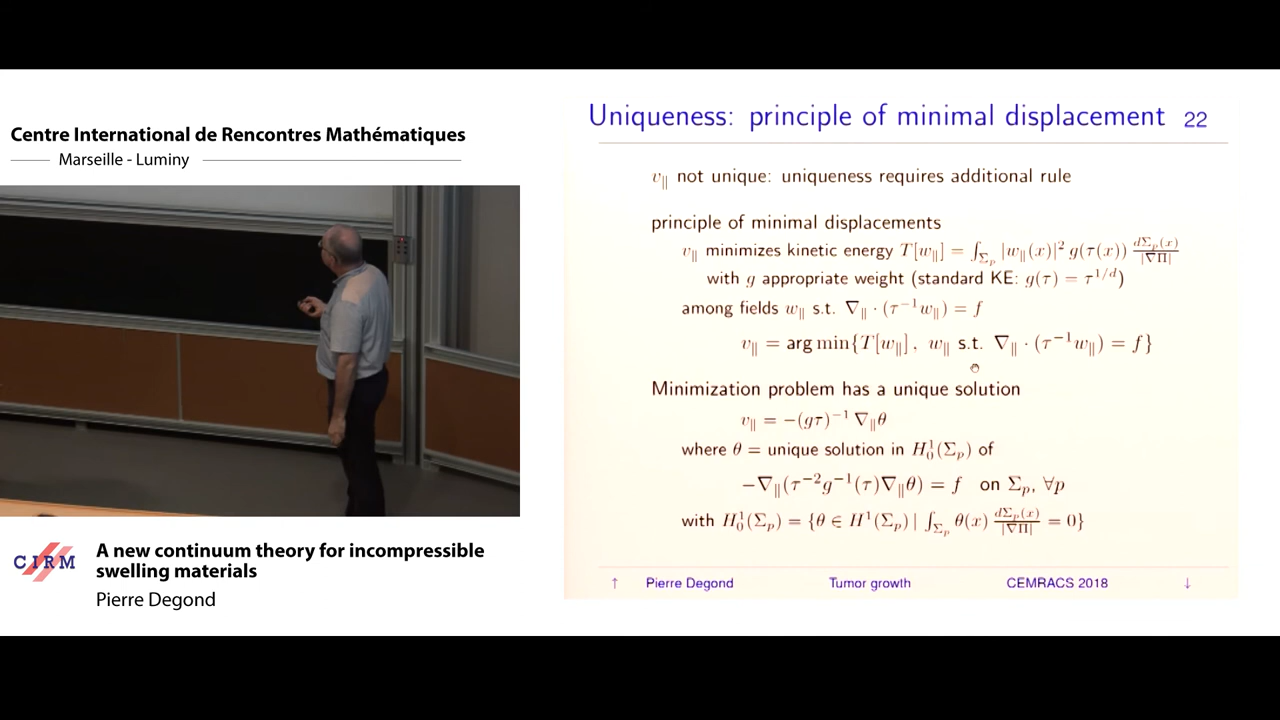 Centre International de Rencontres Mathématiques
Marseille - Luminy
CIRM
A new continuum theory for incompressible
swelling materials
Pierre Degond
Uniqueness: principle of minimal displacement 22
v∥ not unique: uniqueness requires additional rule
principle of minimal displacements
v∥ minimizes kinetic energy T[w∥] = ∫Σp |w∥(x)|² g(τ(x)) dΣp(x)/|∇Π|
with g appropriate weight (standard KE: g(τ) = τ^1/d)
among fields w∥ s.t. ∇∥ · (τ⁻¹w∥) = f
v∥ = arg min{T[w∥] , w∥ s.t. ∇∥ · (τ⁻¹w∥) = f}
Minimization problem has a unique solution
v∥ = −(gτ)⁻¹ ∇∥θ
where θ = unique solution in H¹₀(Σp) of
−∇∥(τ⁻²g⁻¹(τ)∇∥θ) = f on Σp, ∀p
with H¹₀(Σp) = {θ ∈ H¹(Σp) | ∫Σp θ(x) dΣp(x)/|∇Π| = 0}
↑ Pierre Degond Tumor growth CEMRACS 2018 ↓